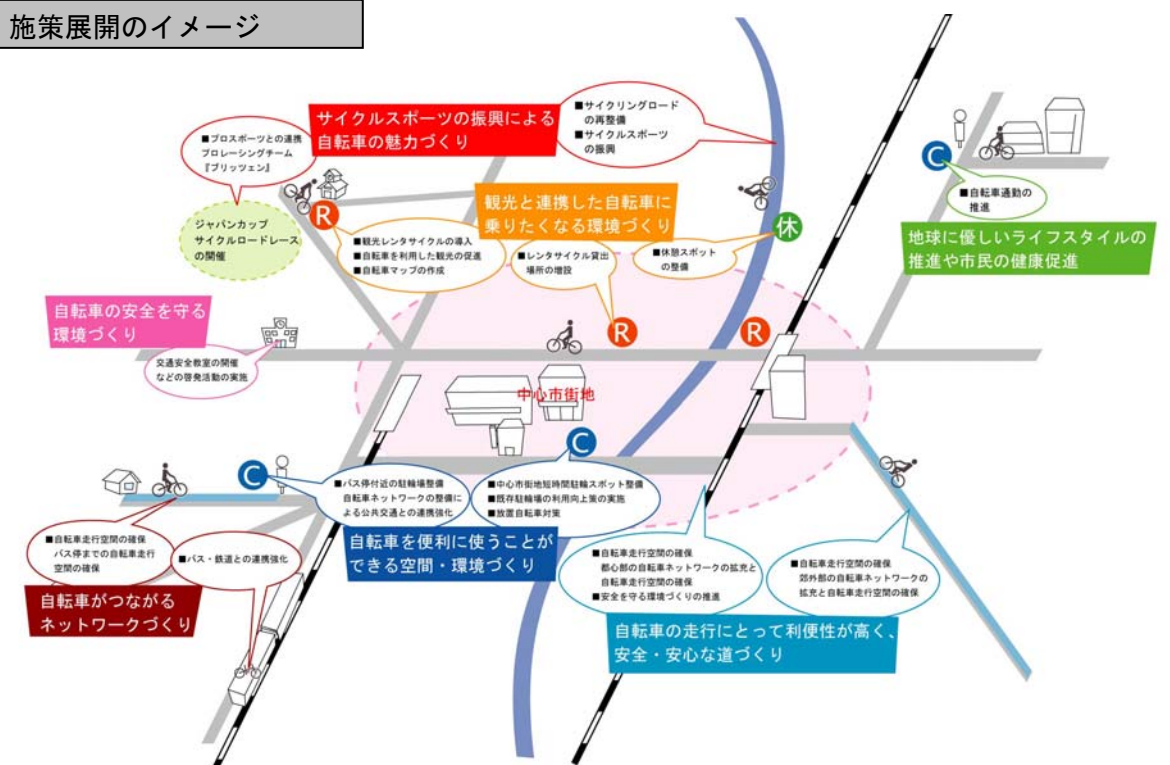 施策展開のイメージ
サイクルスポーツの振興による
自転車の魅力づくり
■サイクリングロード
の再整備
■サイクルスポーツ
の振興
■プロスポーツとの連携
プロレーシングチーム
『ブリッツェン』
ジャパンカップ
サイクルロードレース
の開催
R
観光と連携した自転車に
乗りたくなる環境づくり
■観光レンタサイクルの導入
■自転車を利用した観光の促進
■自転車マップの作成
■レンタサイクル貸出
場所の増設
■休憩スポット
の整備
休
C
■自転車通勤の
推進
地球に優しいライフスタイルの
推進や市民の健康促進
自転車の安全を守る
環境づくり
交通安全教室の開催
などの啓発活動の実施
R
R
中心市街地
C
C
■バス停付近の駐輪場整備
自転車ネットワークの整備に
よる公共交通との連携強化
■中心市街地短時間駐輪スポット整備
■既存駐輪場の利用向上策の実施
■放置自転車対策
自転車を便利に使うことが
できる空間・環境づくり
■自転車走行空間の確保
バス停までの自転車走行
空間の確保
■バス・鉄道との連携強化
自転車がつながる
ネットワークづくり
■自転車走行空間の確保
都心部の自転車ネットワークの拡充と
自転車走行空間の確保
■安全を守る環境づくりの推進
■自転車走行空間の確保
郊外部の自転車ネットワークの
拡充と自転車走行空間の確保
自転車の走行にとって利便性が高く、
安全・安心な道づくり